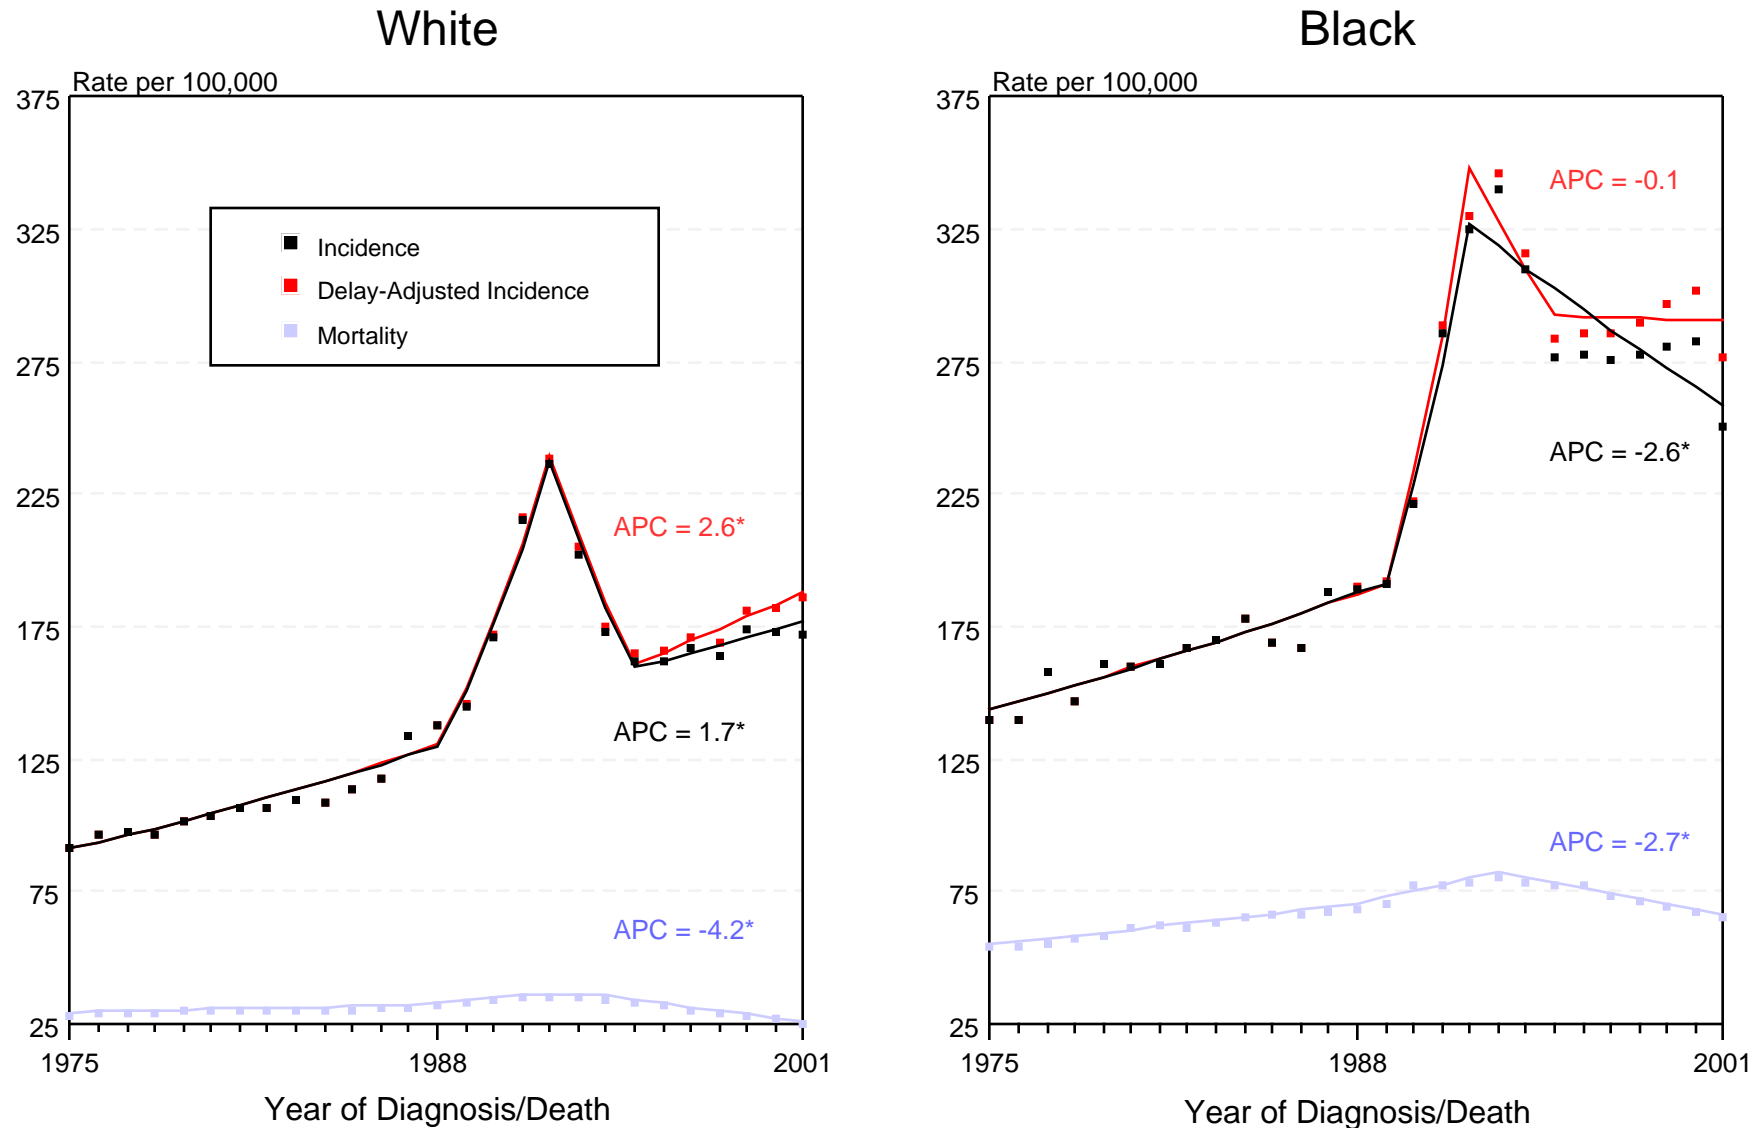 White
Rate per 100,000
375
325
275
225
175
125
75
25
Incidence
Delay-Adjusted Incidence
Mortality
APC = 2.6*
APC = 1.7*
APC = -4.2*
1975
1988
2001
Year of Diagnosis/Death
Black
Rate per 100,000
375
325
275
225
175
125
75
25
APC = -0.1
APC = -2.6*
APC = -2.7*
1975
1988
2001
Year of Diagnosis/Death